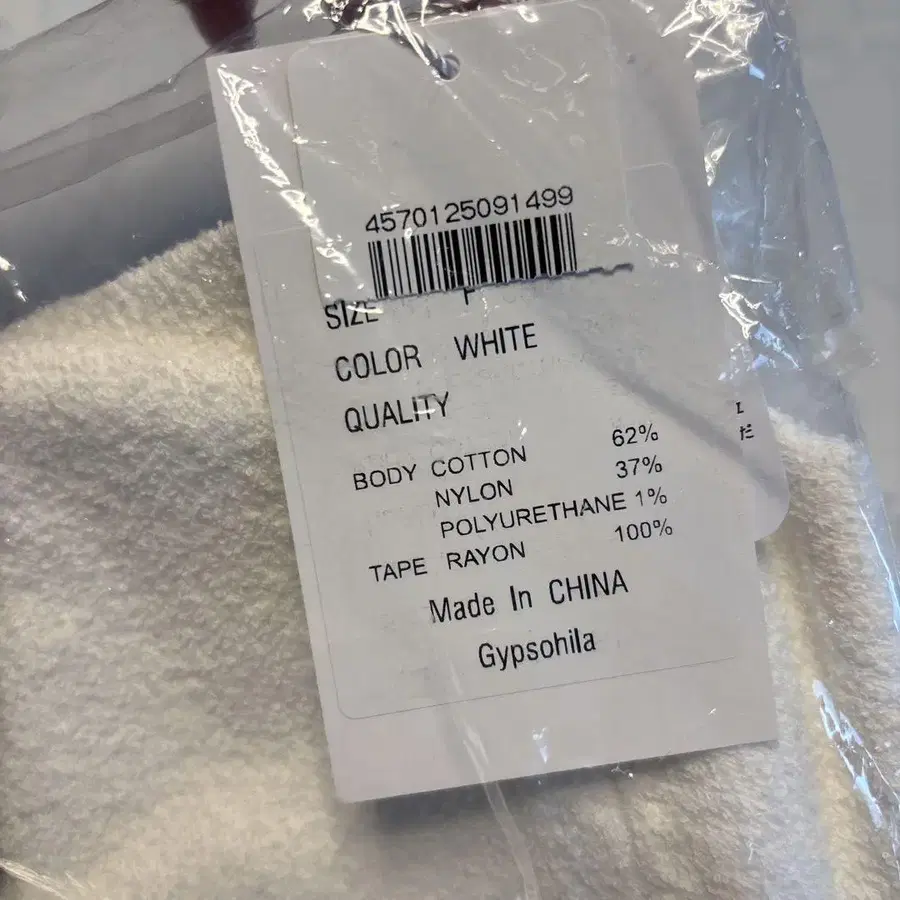 4570125091499
SIZE F
COLOR WHITE
QUALITY
BODY COTTON 62%
NYLON 37%
POLYURETHANE 1%
TAPE RAYON 100%
Made In CHINA
Gypsohila
だ